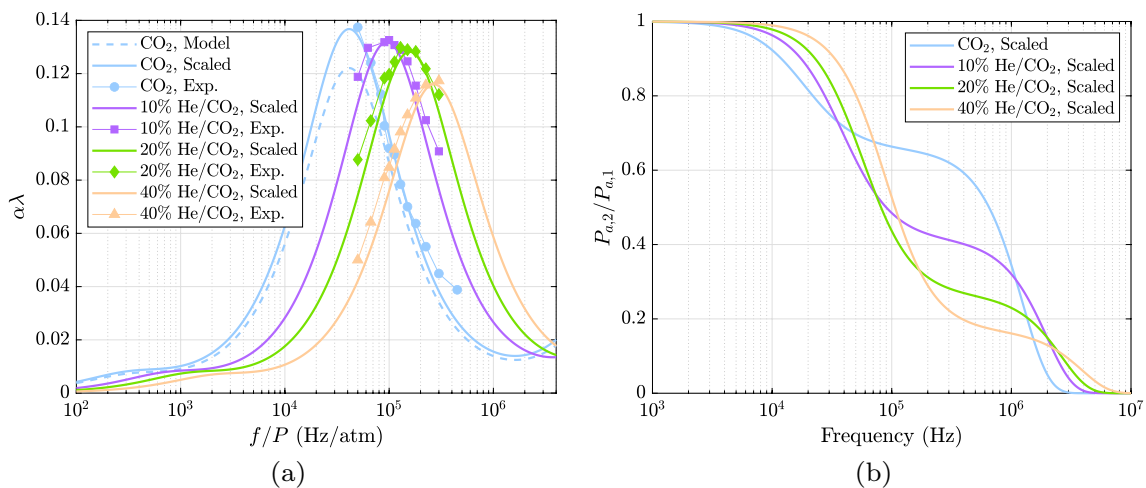 0.14
0.12
0.1
0.08
0.06
0.04
0.02
0
αλ
CO₂, Model
CO₂, Scaled
CO₂, Exp.
10% He/CO₂, Scaled
10% He/CO₂, Exp.
20% He/CO₂, Scaled
20% He/CO₂, Exp.
40% He/CO₂, Scaled
40% He/CO₂, Exp.
10² 10³ 10⁴ 10⁵ 10⁶
f/P (Hz/atm)
(a)
1
0.8
0.6
0.4
0.2
0
Pₐ,₂/Pₐ,₁
CO₂, Scaled
10% He/CO₂, Scaled
20% He/CO₂, Scaled
40% He/CO₂, Scaled
10³ 10⁴ 10⁵ 10⁶ 10⁷
Frequency (Hz)
(b)